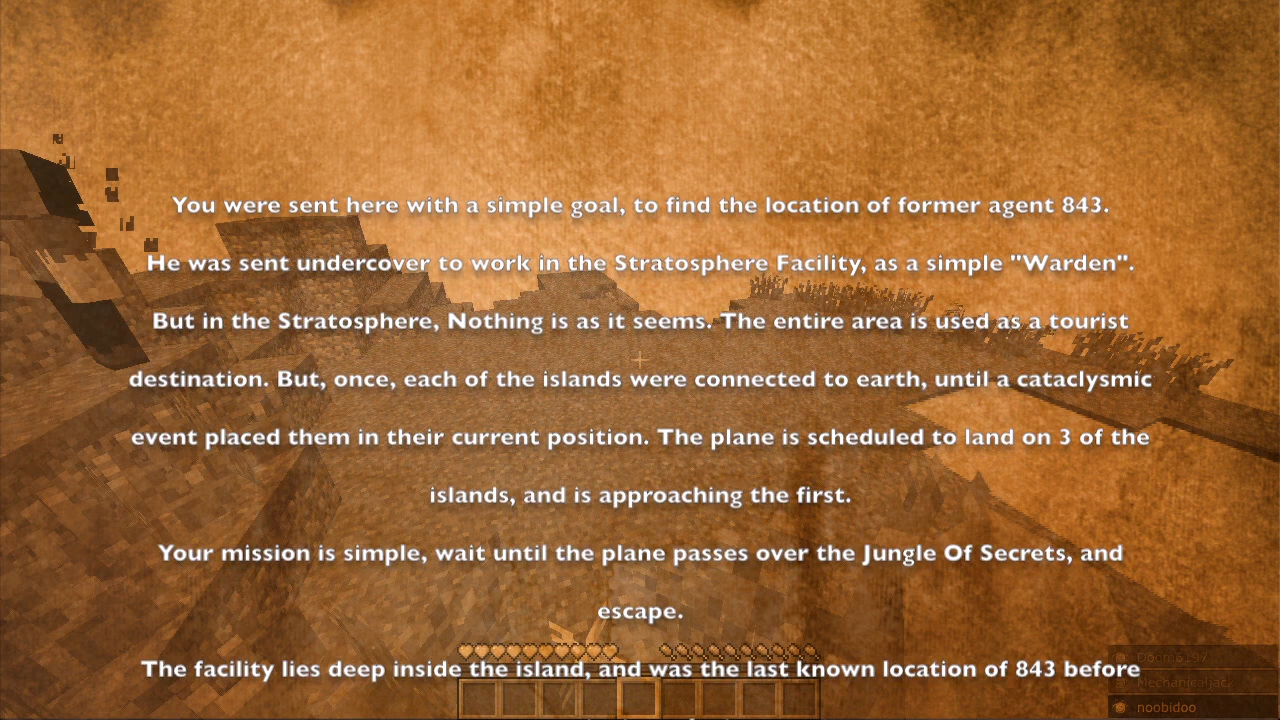 You were sent here with a simple goal, to find the location of former agent 843.
He was sent undercover to work in the Stratosphere Facility, as a simple "Warden".
But in the Stratosphere, Nothing is as it seems. The entire area is used as a tourist
destination. But, once, each of the islands were connected to earth, until a cataclysmic
event placed them in their current position. The plane is scheduled to land on 3 of the
islands, and is approaching the first.
Your mission is simple, wait until the plane passes over the Jungle Of Secrets, and
escape.
The facility lies deep inside the island, and was the last known location of 843 before
Mechanicaljack
noobidoo